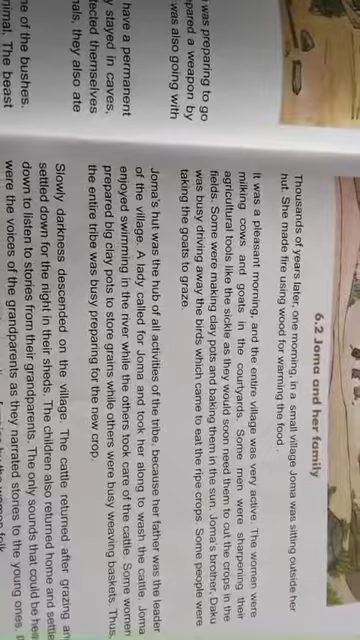 was preparing to go
pared a weapon by
was also going with
have a permanent
y stayed in caves,
tected themselves
nals, they also ate
ne of the bushes.
nimal. The beast
6.2 Joma and her family
Thousands of years later, one morning, in a small village Joma was sitting outside her
hut. She made fire using wood for warming the food .
It was a pleasant morning, and the entire village was very active. The women were
milking cows and goats in the courtyards. Some men were sharpening their
agricultural tools like the sickle as they would soon need them to cut the crops in the
fields. Some were making clay pots and baking them in the sun. Joma's brother, Daku
was busy driving away the birds which came to eat the ripe crops. Some people were
taking the goats to graze.
Joma's hut was the hub of all activities of the tribe, because her father was the leader
of the village. A lady called for Joma and took her along to wash the cattle. Joma
enjoyed swimming in the river while the others took care of the cattle. Some women
prepared big clay pots to store grains while others were busy weaving baskets. Thus,
the entire tribe was busy preparing for the new crop.
Slowly darkness descended on the village. The cattle returned after grazing an
settled down for the night in their sheds. The children also returned home and settle
down to listen to stories from their grandparents. The only sounds that could be hea
were the voices of the grandparents as they narrated stories to the young ones,